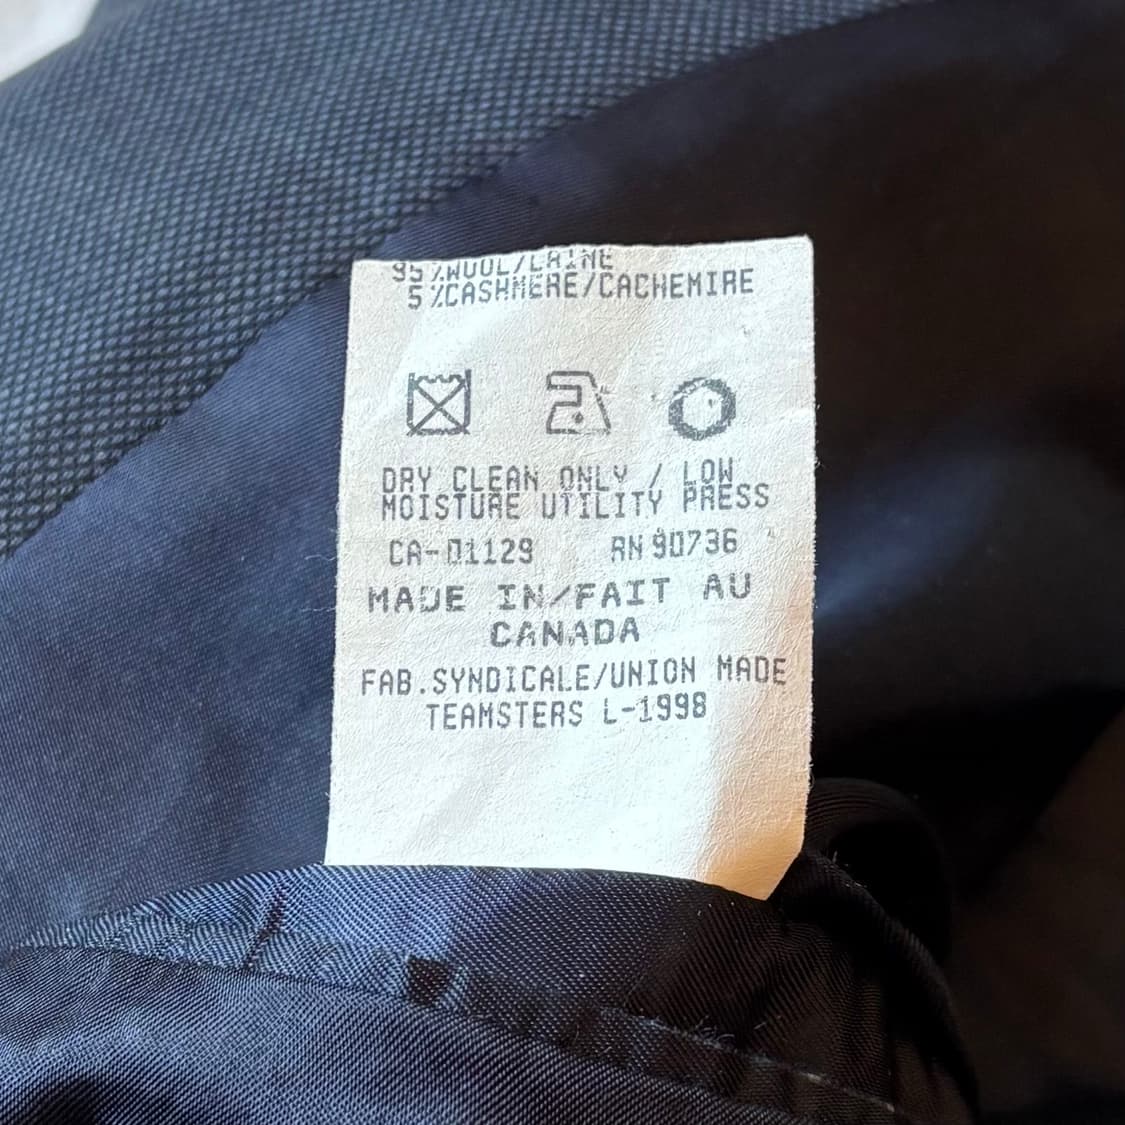 95%WOOL/LAINE
5%CASHMERE/CACHEMIRE
DRY CLEAN ONLY / LOW
MOISTURE UTILITY PRESS
CA-01129 RN 90736
MADE IN/FAIT AU
CANADA
FAB.SYNDICALE/UNION MADE
TEAMSTERS L-1998